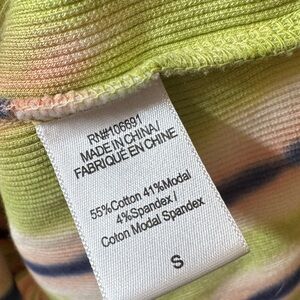 RN#106691
MADE IN CHINA/
FABRIQUE EN CHINE
55%Cotton 41%Modal
4%Spandex /
Coton Modal Spandex
S